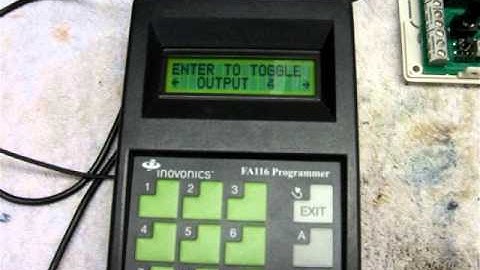 ENTER TO TOGGLE
← OUTPUT 4 →
inovonics
FA116 Programmer
1 2 3
EXIT
4 5 6 A